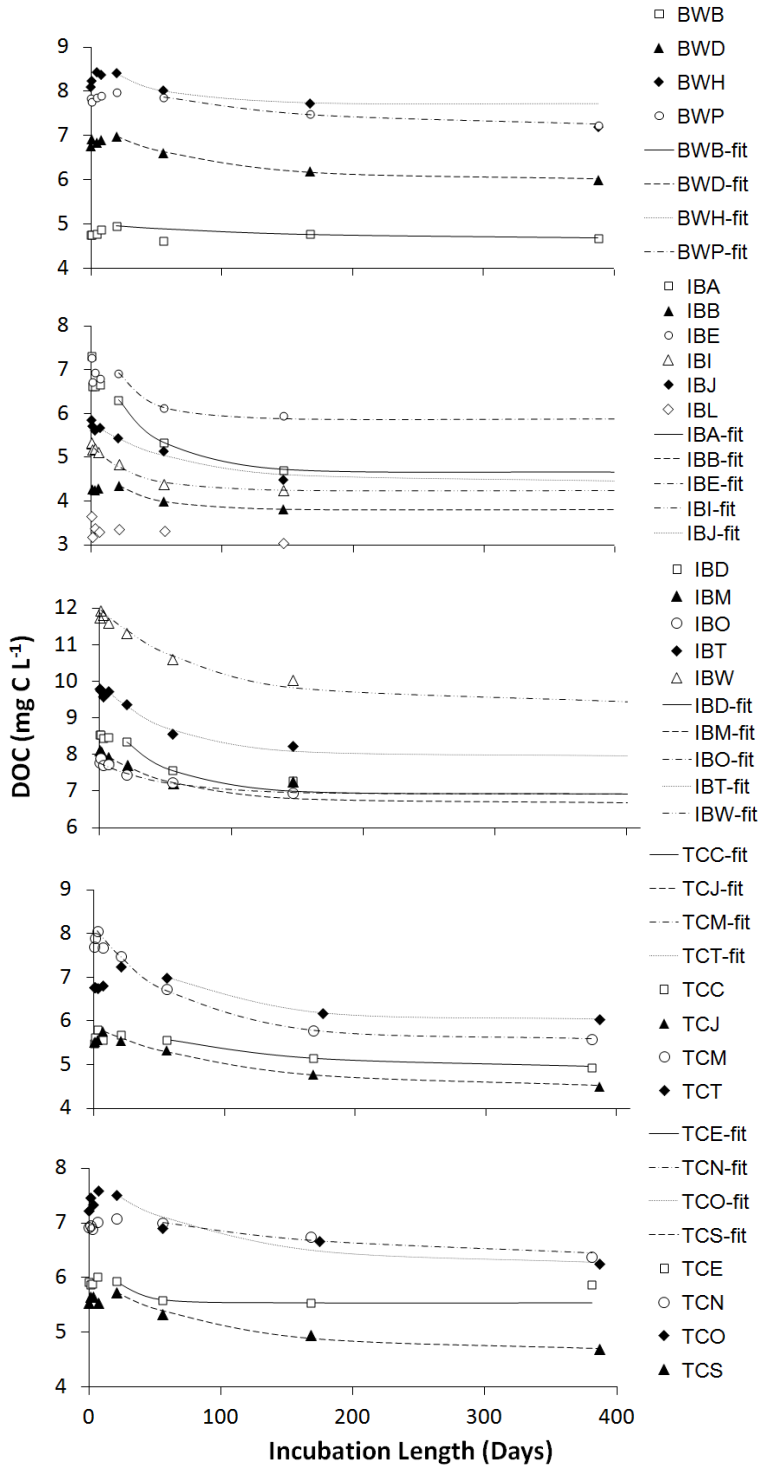 DOC (mg C L⁻¹)
9
8
7
6
5
4
BWB
BWD
BWH
BWP
BWB-fit
BWD-fit
BWH-fit
BWP-fit
8
7
6
5
4
3
IBA
IBB
IBE
IBI
IBJ
IBL
IBA-fit
IBB-fit
IBE-fit
IBI-fit
IBJ-fit
12
11
10
9
8
7
6
IBD
IBM
IBO
IBT
IBW
IBD-fit
IBM-fit
IBO-fit
IBT-fit
IBW-fit
9
8
7
6
5
4
TCC-fit
TCJ-fit
TCM-fit
TCT-fit
TCC
TCJ
TCM
TCT
8
7
6
5
4
TCE-fit
TCN-fit
TCO-fit
TCS-fit
TCE
TCN
TCO
TCS
0 100 200 300 400
Incubation Length (Days)